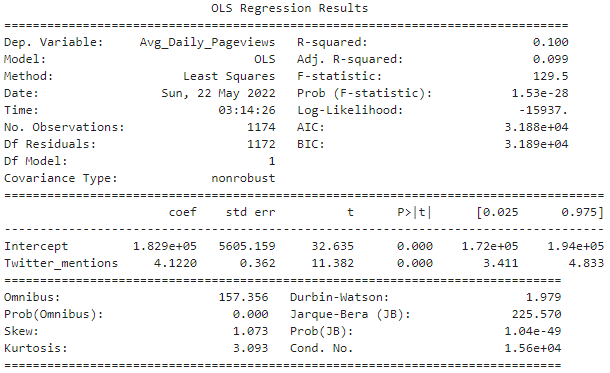 OLS Regression Results
==============================================================================
Dep. Variable:     Avg_Daily_Pageviews   R-squared:                       0.100
Model:                            OLS   Adj. R-squared:                  0.099
Method:                 Least Squares   F-statistic:                     129.5
Date:                Sun, 22 May 2022   Prob (F-statistic):           1.53e-28
Time:                        03:14:26   Log-Likelihood:                -15937.
No. Observations:                1174   AIC:                         3.188e+04
Df Residuals:                    1172   BIC:                         3.189e+04
Df Model:                           1
Covariance Type:            nonrobust
====================================================================================
                       coef    std err          t      P>|t|      [0.025      0.975]
------------------------------------------------------------------------------------
Intercept         1.829e+05   5605.159     32.635      0.000    1.72e+05    1.94e+05
Twitter_mentions     4.1220      0.362     11.382      0.000       3.411       4.833
==============================================================================
Omnibus:                      157.356   Durbin-Watson:                   1.979
Prob(Omnibus):                  0.000   Jarque-Bera (JB):              225.570
Skew:                           1.073   Prob(JB):                     1.04e-49
Kurtosis:                       3.093   Cond. No.                     1.56e+04
==============================================================================